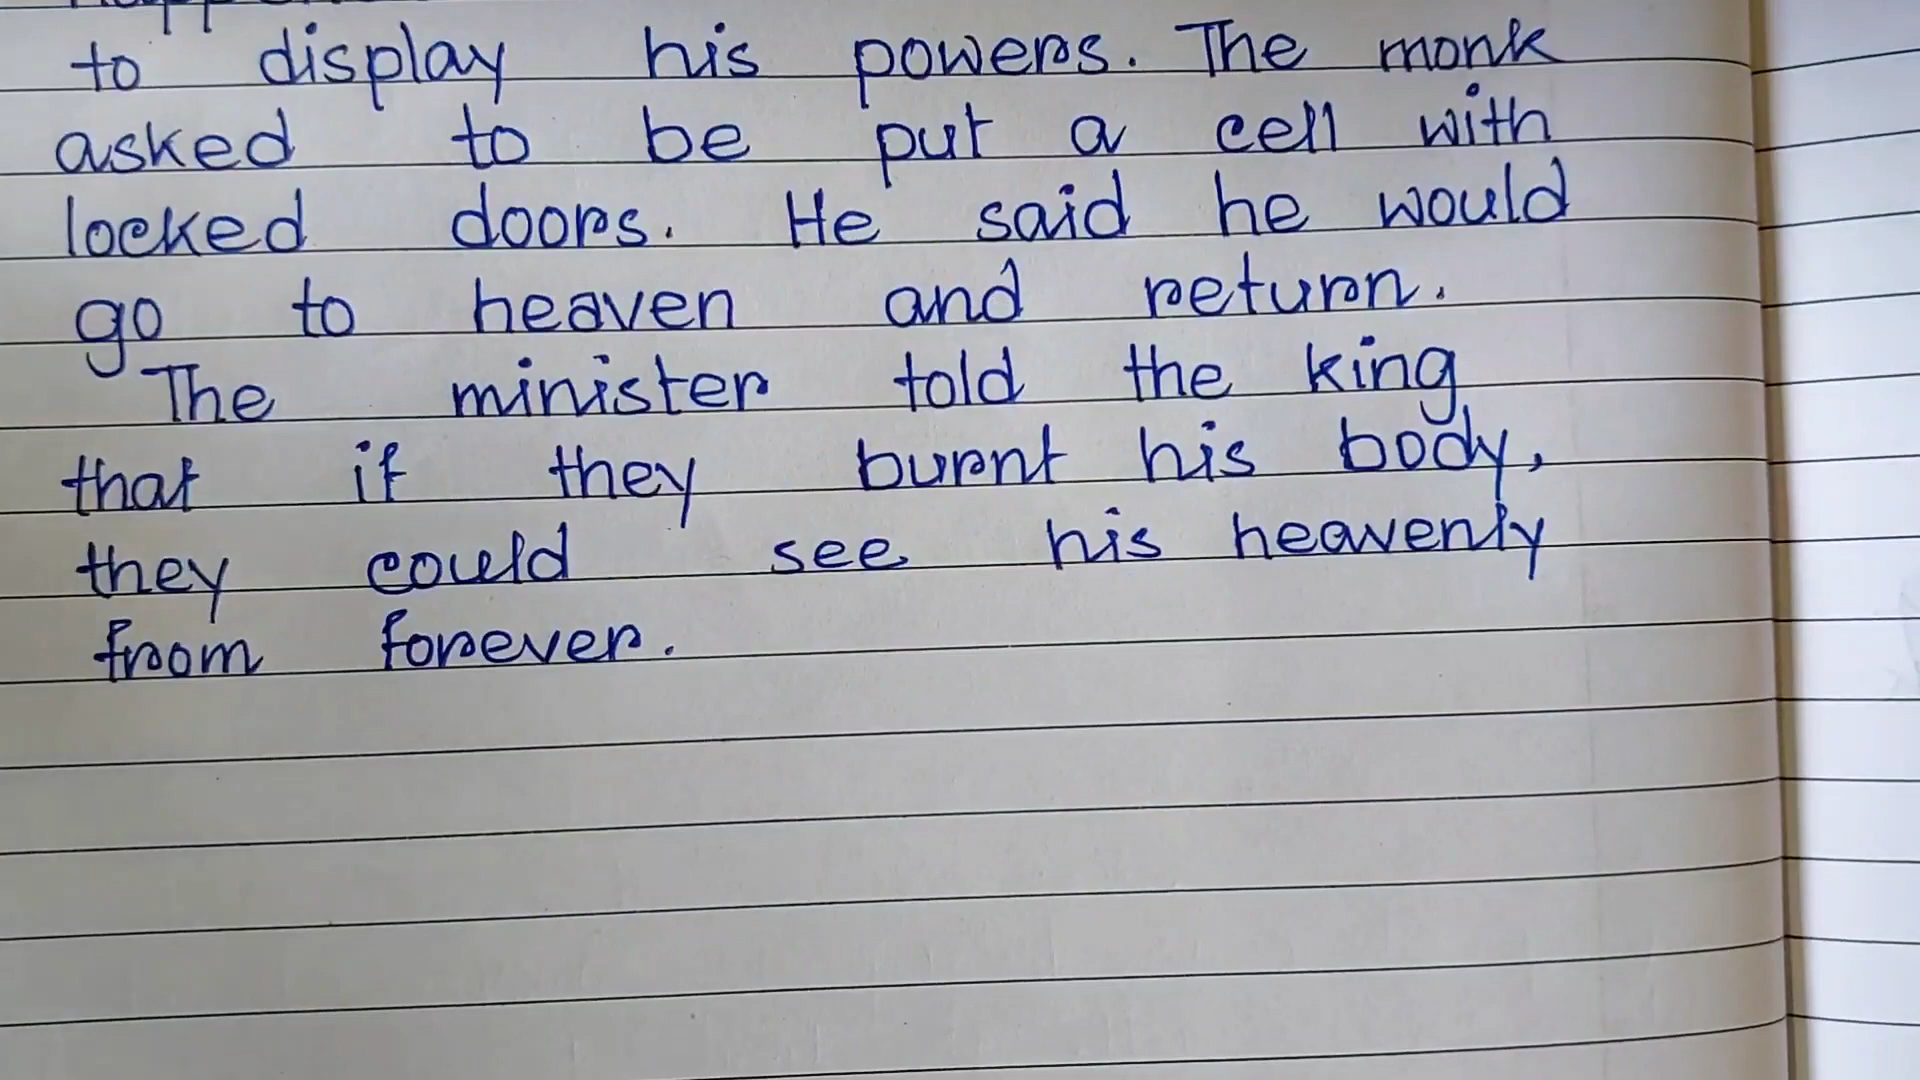 to display his powers. The monk
asked to be put a cell with
locked doors. He said he would
go to heaven and return.
The minister told the king
that if they burnt his body,
they could see his heavenly
from forever.